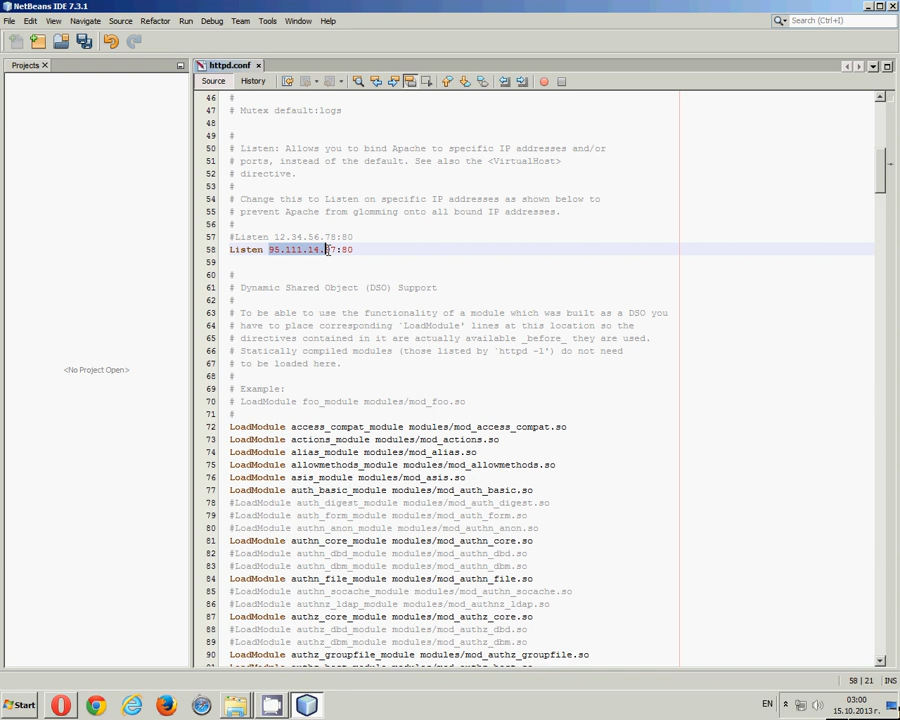 NetBeans IDE 7.3.1
File Edit View Navigate Source Refactor Run Debug Team Tools Window Help
Search (Ctrl+I)
Projects
httpd.conf
Source History
<No Project Open>
46 #
47 # Mutex default:logs
48
49 #
50 # Listen: Allows you to bind Apache to specific IP addresses and/or
51 # ports, instead of the default. See also the <VirtualHost>
52 # directive.
53 #
54 # Change this to Listen on specific IP addresses as shown below to
55 # prevent Apache from glomming onto all bound IP addresses.
56 #
57 #Listen 12.34.56.78:80
58 Listen 95.111.14.97:80
59
60 #
61 # Dynamic Shared Object (DSO) Support
62 #
63 # To be able to use the functionality of a module which was built as a DSO you
64 # have to place corresponding `LoadModule' lines at this location so the
65 # directives contained in it are actually available _before_ they are used.
66 # Statically compiled modules (those listed by `httpd -l') do not need
67 # to be loaded here.
68 #
69 # Example:
70 # LoadModule foo_module modules/mod_foo.so
71 #
72 LoadModule access_compat_module modules/mod_access_compat.so
73 LoadModule actions_module modules/mod_actions.so
74 LoadModule alias_module modules/mod_alias.so
75 LoadModule allowmethods_module modules/mod_allowmethods.so
76 LoadModule asis_module modules/mod_asis.so
77 LoadModule auth_basic_module modules/mod_auth_basic.so
78 #LoadModule auth_digest_module modules/mod_auth_digest.so
79 #LoadModule auth_form_module modules/mod_auth_form.so
80 #LoadModule authn_anon_module modules/mod_authn_anon.so
81 LoadModule authn_core_module modules/mod_authn_core.so
82 #LoadModule authn_dbd_module modules/mod_authn_dbd.so
83 #LoadModule authn_dbm_module modules/mod_authn_dbm.so
84 LoadModule authn_file_module modules/mod_authn_file.so
85 #LoadModule authn_socache_module modules/mod_authn_socache.so
86 #LoadModule authnz_ldap_module modules/mod_authnz_ldap.so
87 LoadModule authz_core_module modules/mod_authz_core.so
88 #LoadModule authz_dbd_module modules/mod_authz_dbd.so
89 #LoadModule authz_dbm_module modules/mod_authz_dbm.so
90 LoadModule authz_groupfile_module modules/mod_authz_groupfile.so
58 | 21 INS
Start
EN
03:00
15.10.2013 г.